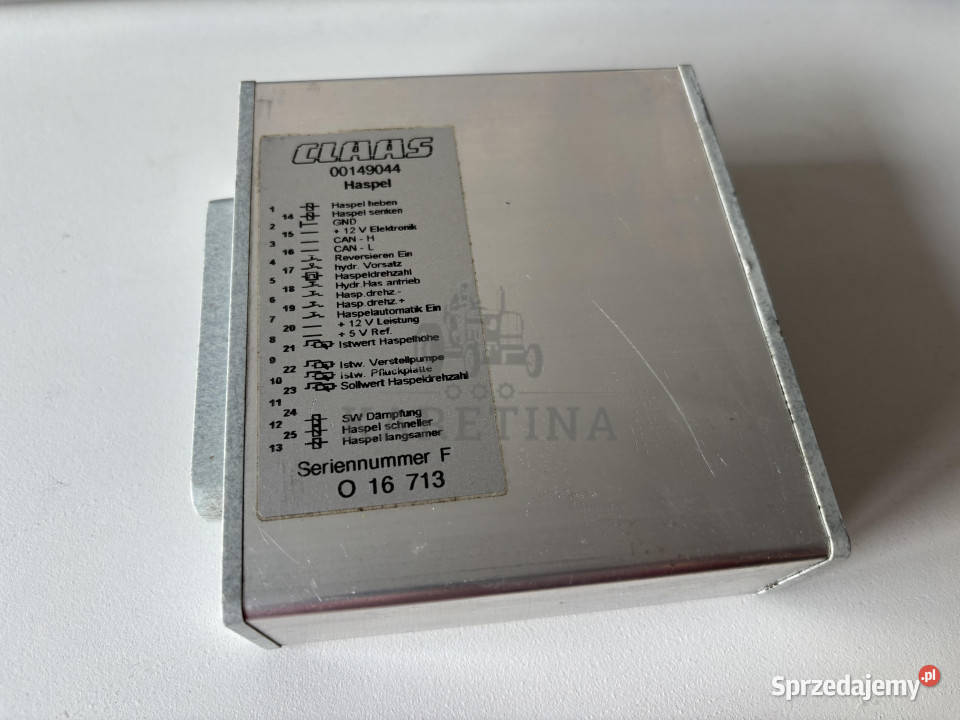 CLAAS
00149044
Haspel
1 Haspel heben
14 Haspel senken
2 GND
15 + 12 V Elektronik
3 CAN - H
16 CAN - L
4 Reversieren Ein
17 hydr. Vorsatz
5 Haspeldrehzahl
18 Hydr.Has.antrieb
6 Hasp.drehz.-
19 Hasp.drehz.+
7 Haspelautomatik Ein
20 + 12 V Leistung
8 + 5 V Ref.
21 Istwert Haspelhöhe
9
22 Istw. Verstellpumpe
10 Istw. Pflückplatte
23 Sollwert Haspeldrehzahl
11
24
12 SW Dämpfung
25 Haspel schneller
13 Haspel langsamer
Seriennummer F
O 16 713
Sprzedajemy.pl